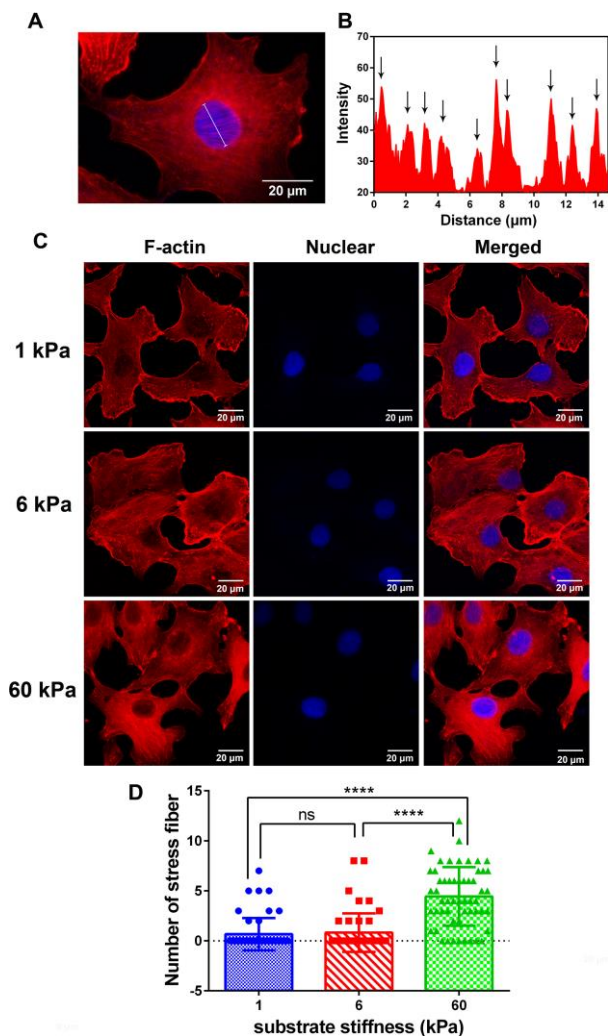 A
20 μm
B
Intensity
70
60
50
40
30
20
0 2 4 6 8 10 12 14
Distance (μm)
C
F-actin Nuclear Merged
1 kPa
20 μm 20 μm 20 μm
6 kPa
20 μm 20 μm 20 μm
60 kPa
20 μm 20 μm 20 μm
D
Number of stress fiber
15
10
5
0
-5
****
ns ****
1 6 60
substrate stiffness (kPa)